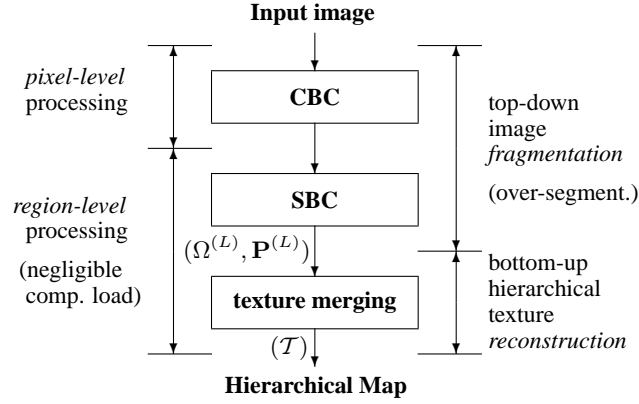 Input image
pixel-level
processing
CBC
top-down
image
fragmentation
(over-segment.)
SBC
region-level
processing
(negligible
comp. load)
(Ω^{(L)}, P^{(L)})
texture merging
bottom-up
hierarchical
texture
reconstruction
(𝒯)
Hierarchical Map